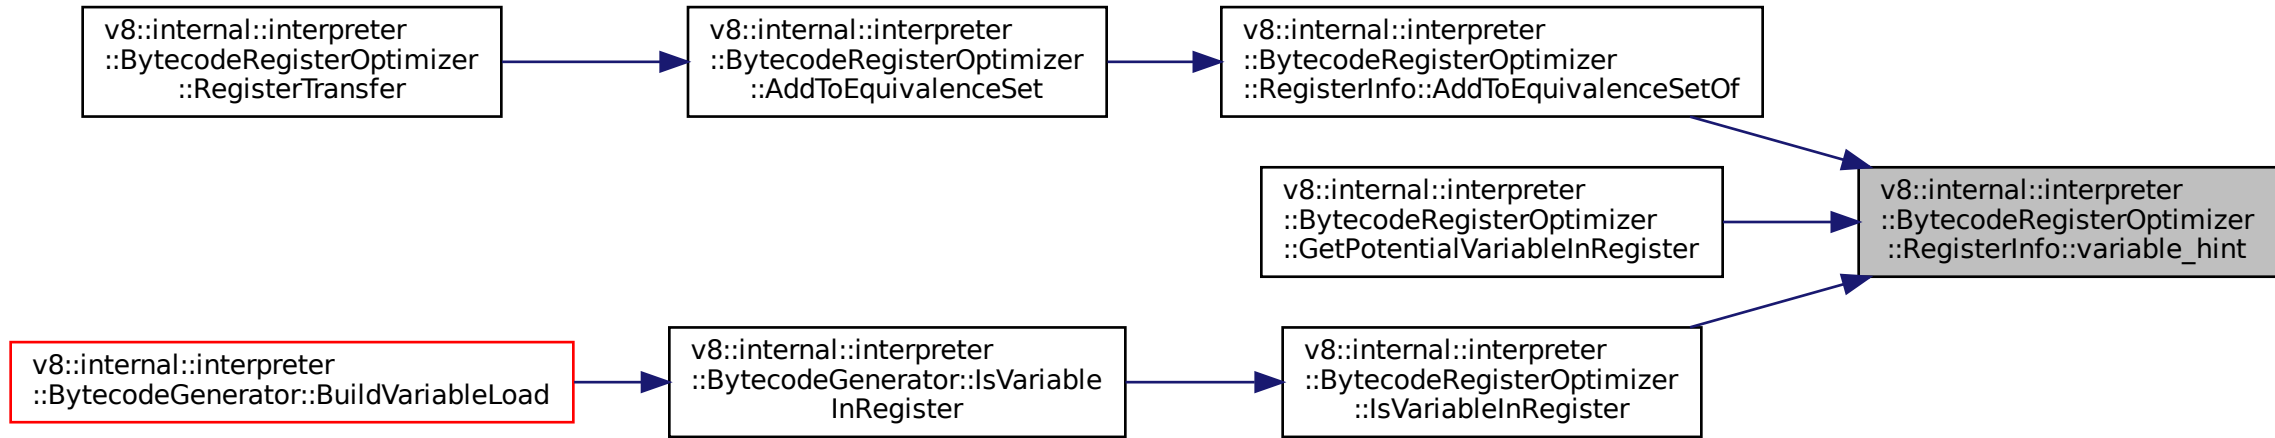 v8::internal::interpreter
::BytecodeRegisterOptimizer
::RegisterTransfer
v8::internal::interpreter
::BytecodeRegisterOptimizer
::AddToEquivalenceSet
v8::internal::interpreter
::BytecodeRegisterOptimizer
::RegisterInfo::AddToEquivalenceSetOf
v8::internal::interpreter
::BytecodeRegisterOptimizer
::GetPotentialVariableInRegister
v8::internal::interpreter
::BytecodeRegisterOptimizer
::RegisterInfo::variable_hint
v8::internal::interpreter
::BytecodeGenerator::BuildVariableLoad
v8::internal::interpreter
::BytecodeGenerator::IsVariable
InRegister
v8::internal::interpreter
::BytecodeRegisterOptimizer
::IsVariableInRegister